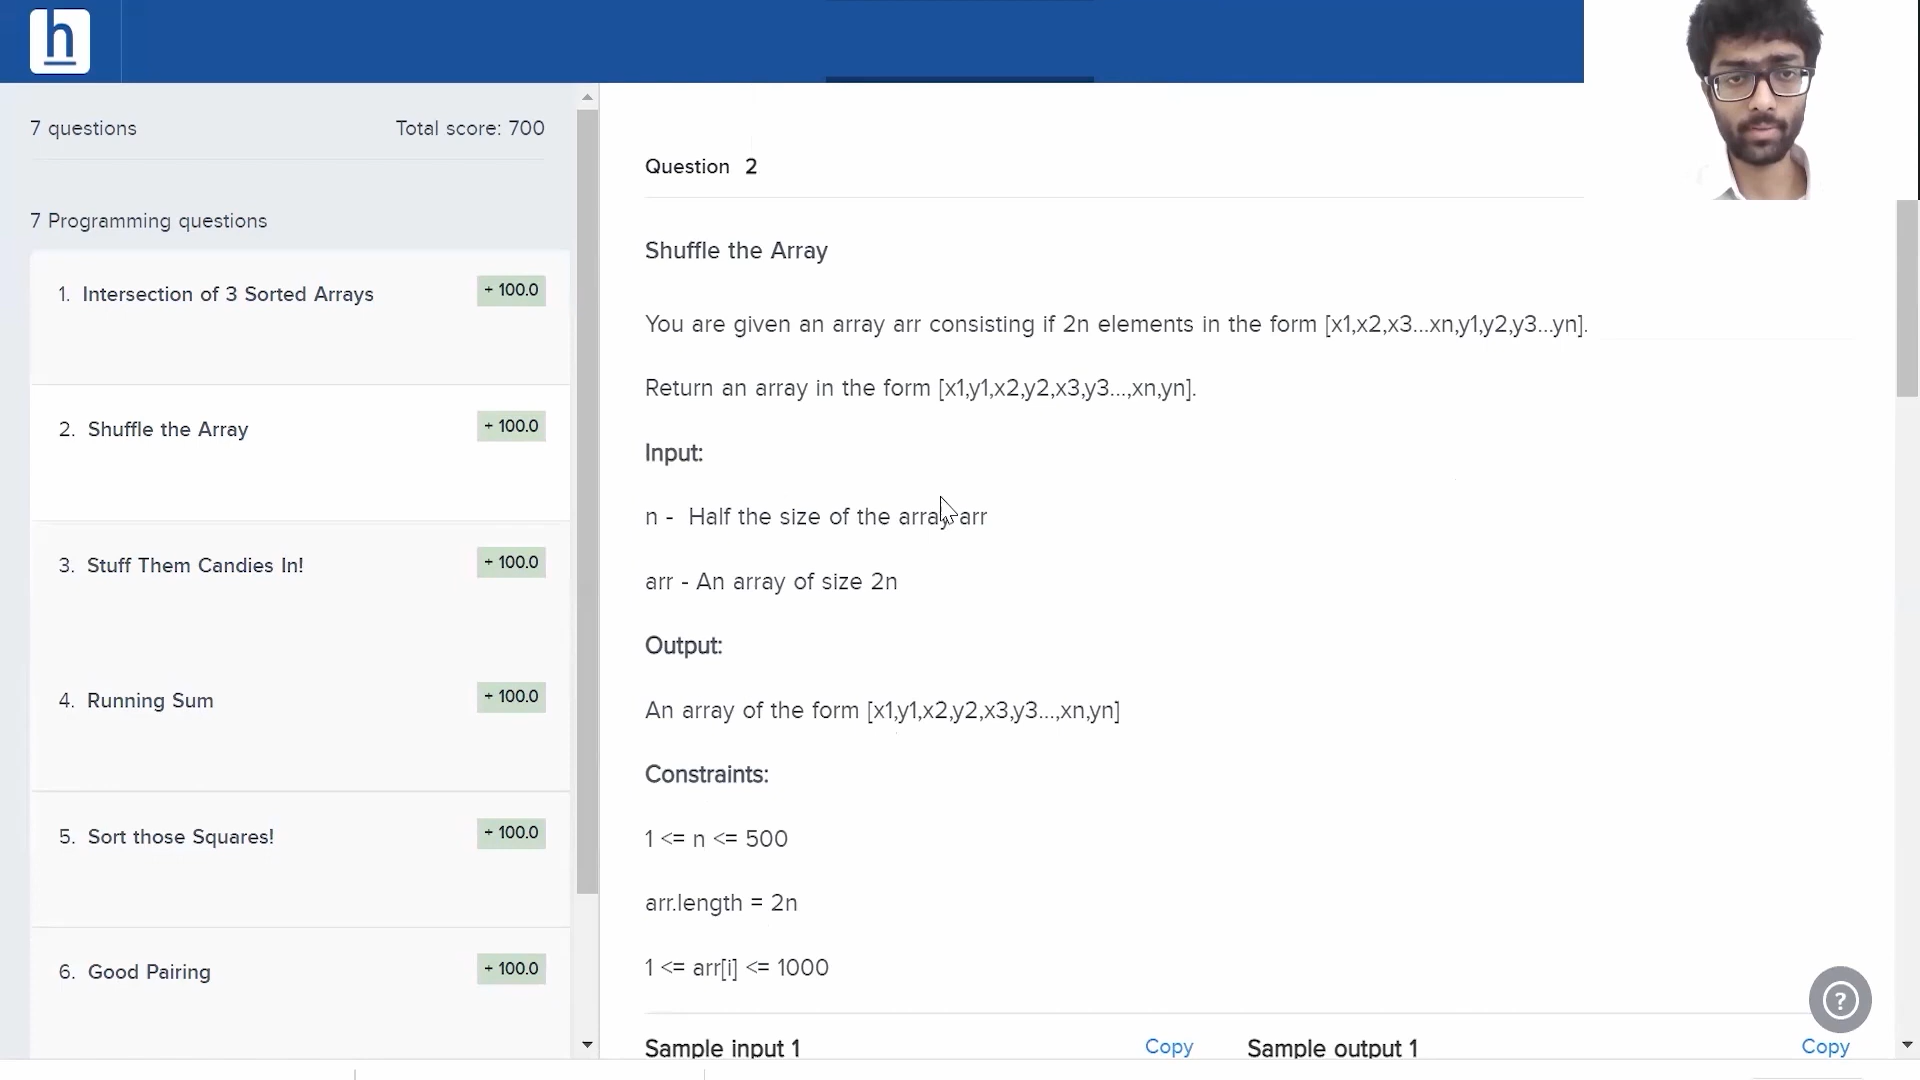 h
7 questions
Total score: 700
7 Programming questions
1. Intersection of 3 Sorted Arrays
+ 100.0
2. Shuffle the Array
+ 100.0
3. Stuff Them Candies In!
+ 100.0
4. Running Sum
+ 100.0
5. Sort those Squares!
+ 100.0
6. Good Pairing
+ 100.0
Question 2
Shuffle the Array
You are given an array arr consisting if 2n elements in the form [x1,x2,x3...xn,y1,y2,y3...yn].
Return an array in the form [x1,y1,x2,y2,x3,y3...,xn,yn].
Input:
n - Half the size of the array arr
arr - An array of size 2n
Output:
An array of the form [x1,y1,x2,y2,x3,y3...,xn,yn]
Constraints:
1 <= n <= 500
arr.length = 2n
1 <= arr[i] <= 1000
Sample input 1
Copy
Sample output 1
Copy
?